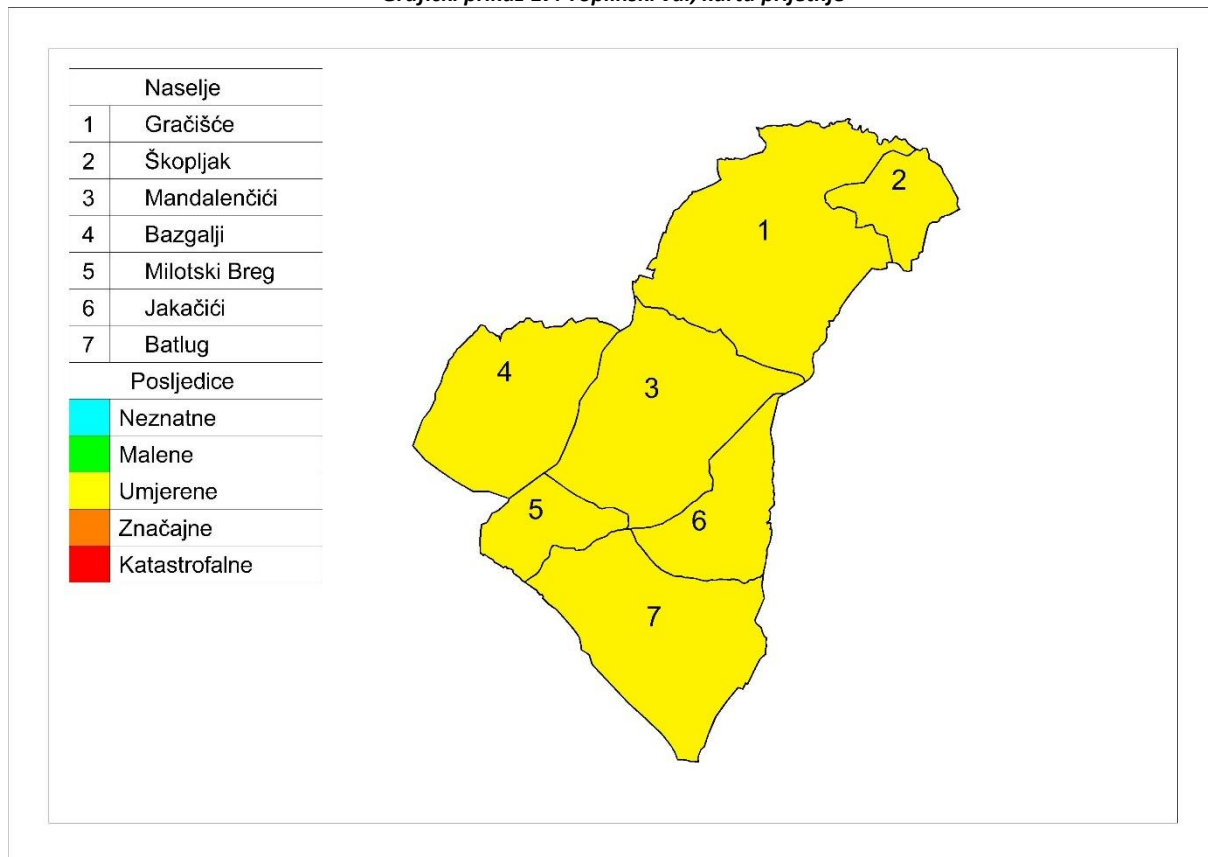 Naselje
1 Gračišće
2 Škopljak
3 Mandalenčići
4 Bazgalji
5 Milotski Breg
6 Jakačići
7 Batlug
Posljedice
Neznatne
Malene
Umjerene
Značajne
Katastrofalne
1
2
3
4
5
6
7